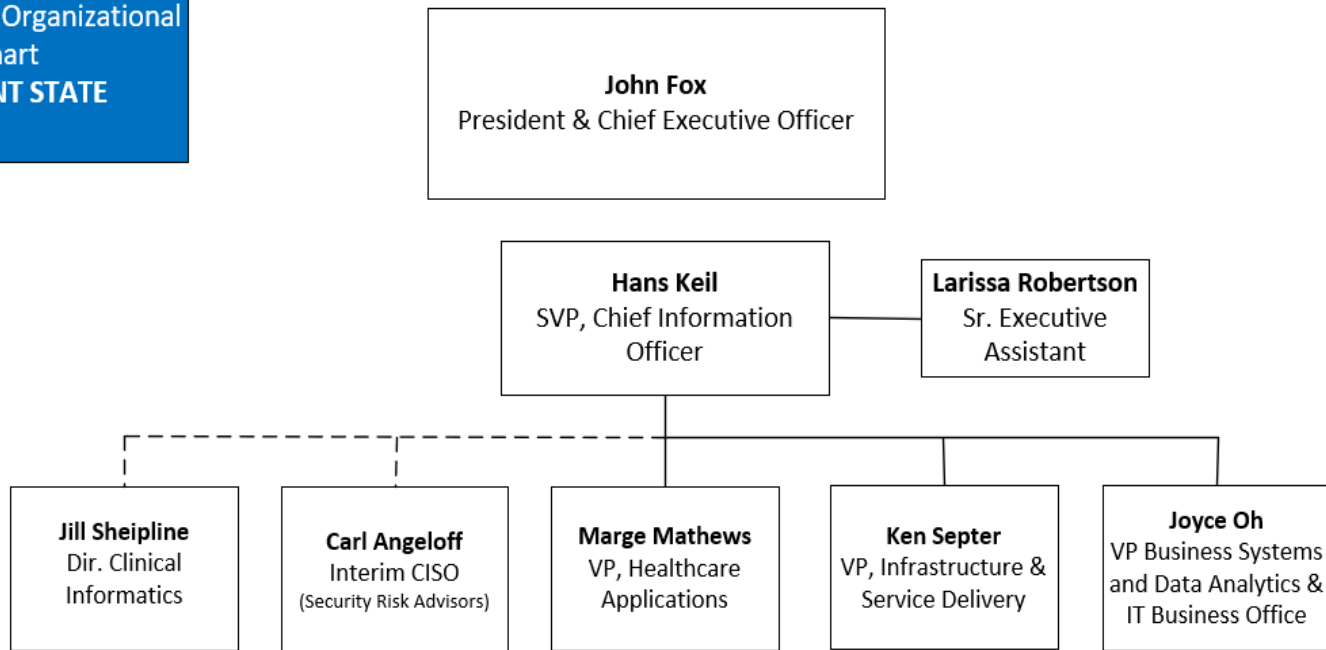 Organizational
NT STATE
John Fox
President & Chief Executive Officer
Hans Keil
SVP, Chief Information
Officer
Larissa Robertson
Sr. Executive
Assistant
Jill Sheipline
Dir. Clinical
Informatics
Carl Angeloff
Interim CISO
(Security Risk Advisors)
Marge Mathews
VP, Healthcare
Applications
Ken Septer
VP, Infrastructure &
Service Delivery
Joyce Oh
VP Business Systems
and Data Analytics &
IT Business Office